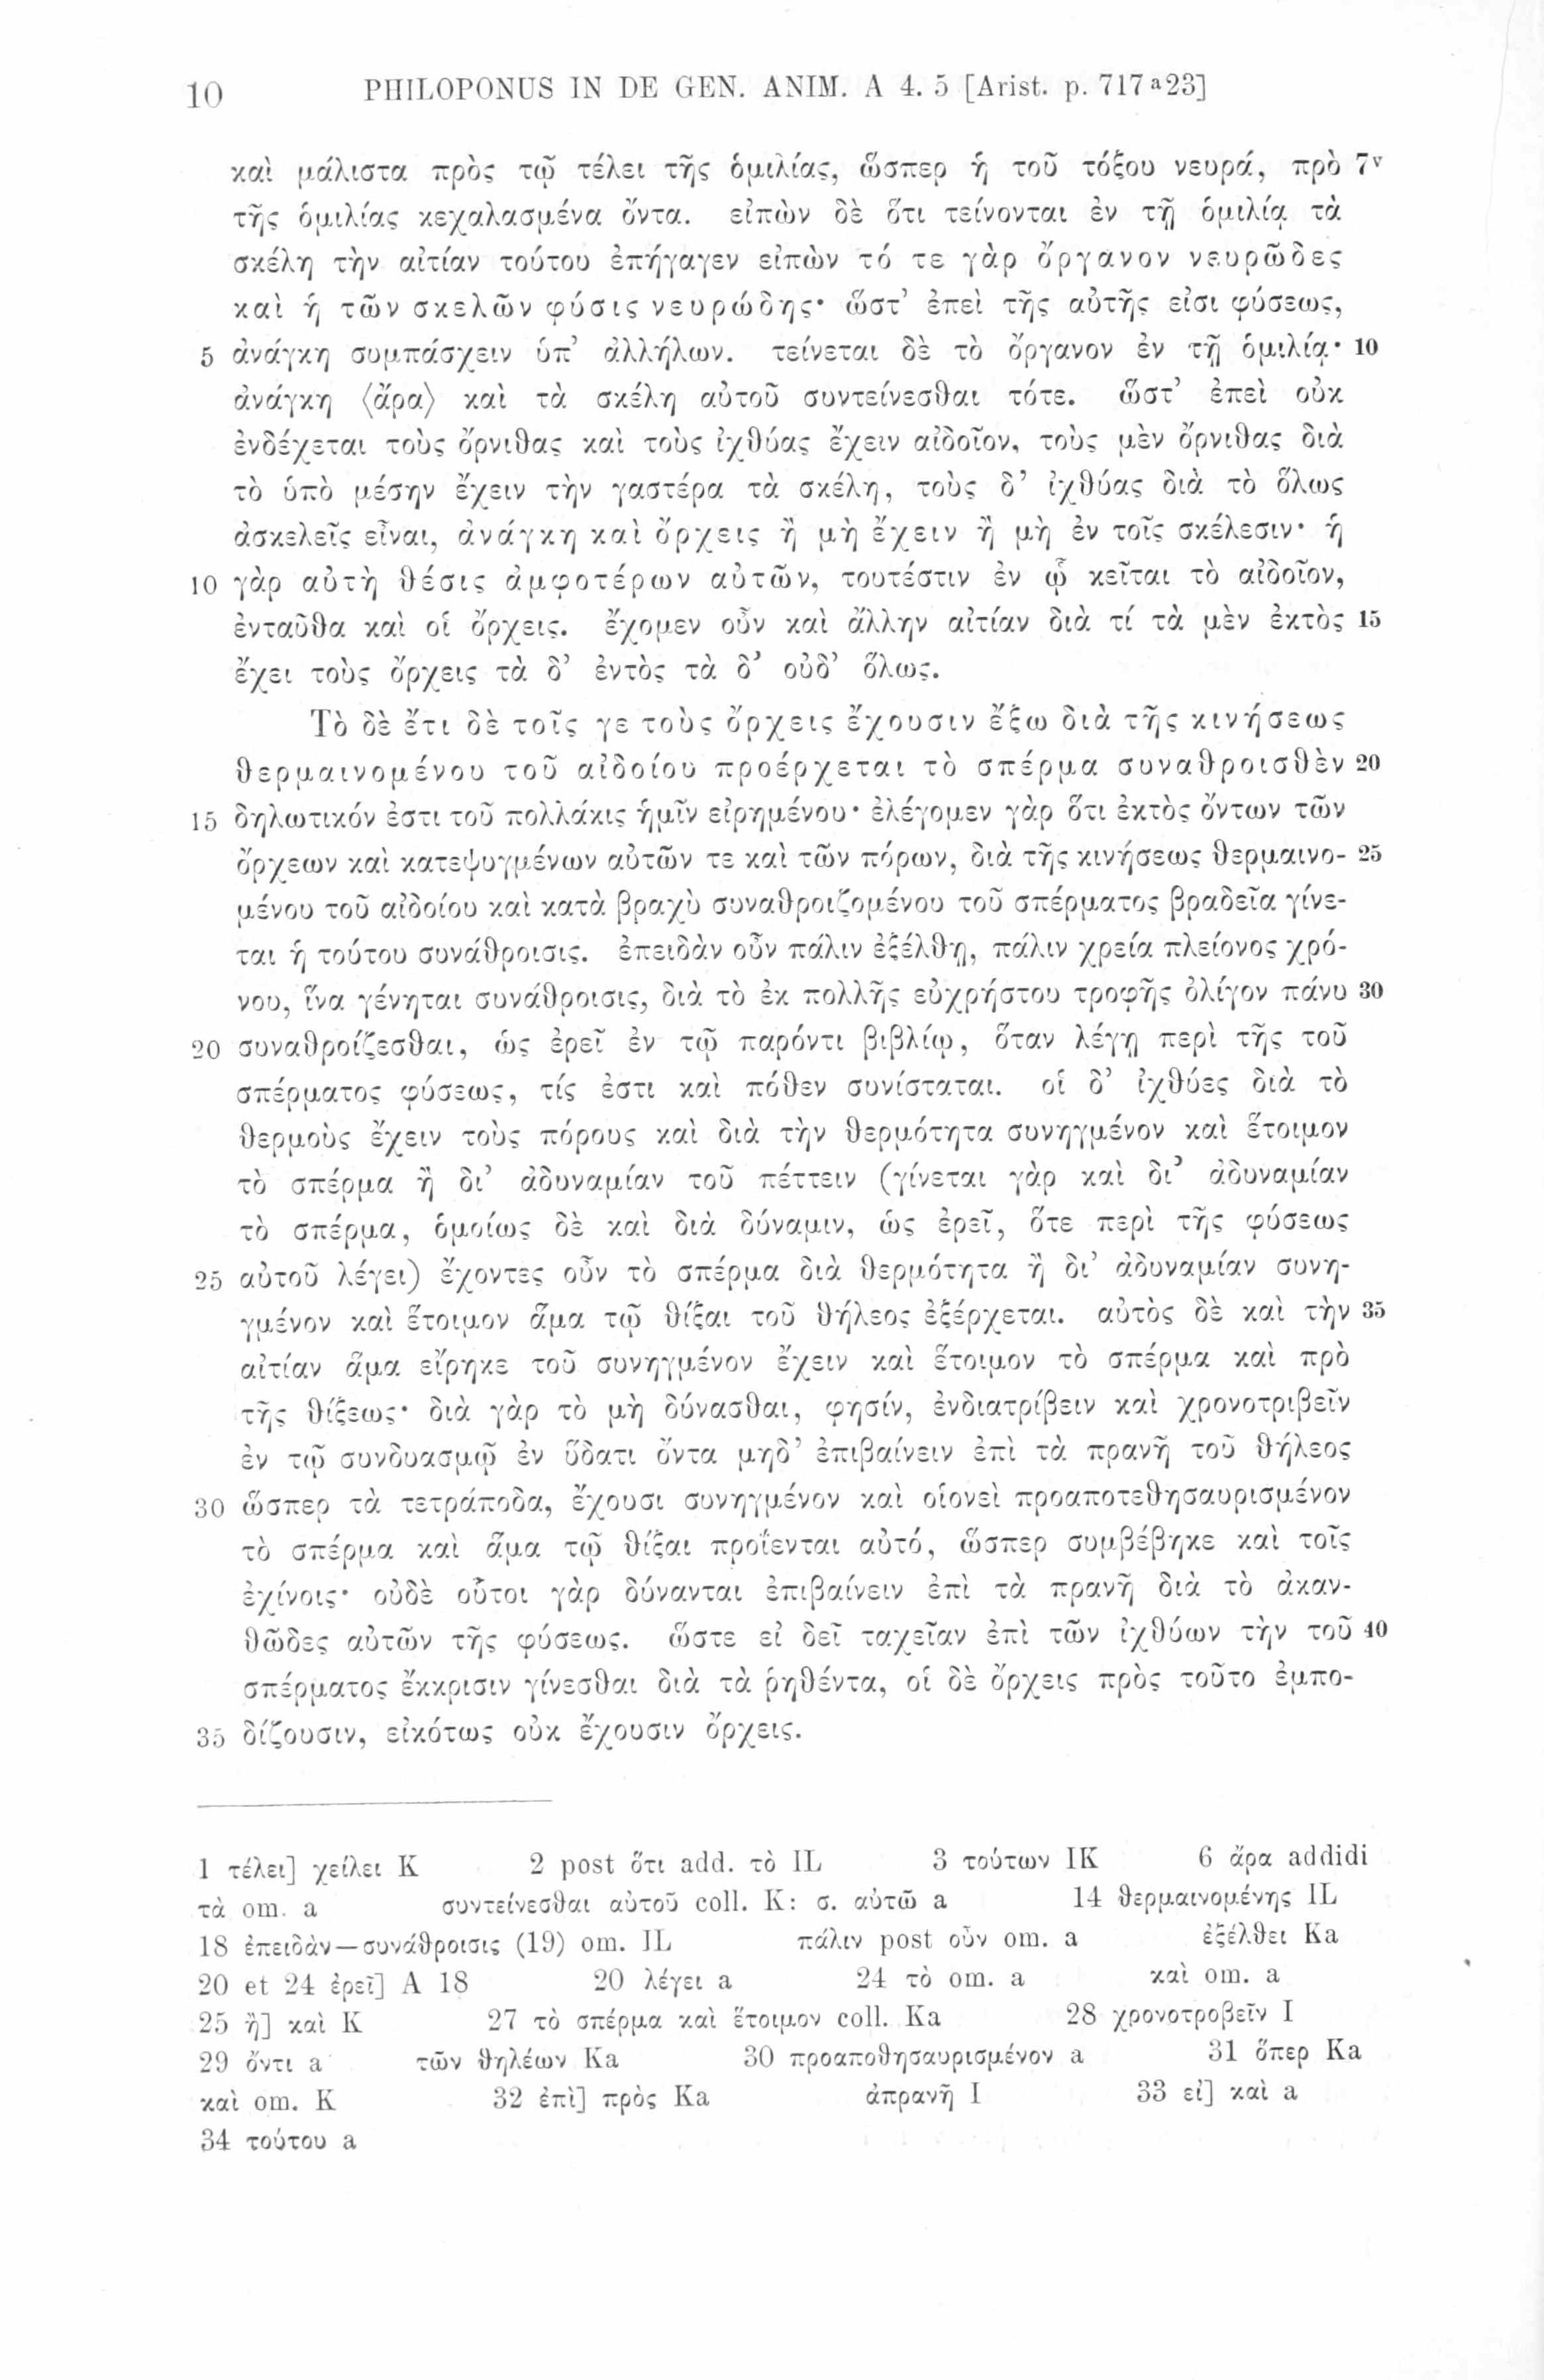 10 PHILOPONUS IN DE GEN. ANIM. A 4. 5 [Arist. p. 717ᵃ23]
καὶ μάλιστα πρὸς τῷ τέλει τῆς ὁμιλίας, ὥσπερ ἡ τοῦ τόξου νευρά, πρὸ 7ᵛ
τῆς ὁμιλίας κεχαλασμένα ὄντα. εἰπὼν δὲ ὅτι τείνονται ἐν τῇ ὁμιλίᾳ τὰ
σκέλη τὴν αἰτίαν τούτου ἐπήγαγεν εἰπὼν τό τε γὰρ ὄργανον νευρῶδες
καὶ ἡ τῶν σκελῶν φύσις νευρώδης· ὥστ’ ἐπεὶ τῆς αὐτῆς εἰσι φύσεως,
5 ἀνάγκη συμπάσχειν ὑπ’ ἀλλήλων. τείνεται δὲ τὸ ὄργανον ἐν τῇ ὁμιλίᾳ· 10
ἀνάγκη ⟨ἄρα⟩ καὶ τὰ σκέλη αὐτοῦ συντείνεσθαι τότε. ὥστ’ ἐπεὶ οὐκ
ἐνδέχεται τοὺς ὄρνιθας καὶ τοὺς ἰχθύας ἔχειν αἰδοῖον, τοὺς μὲν ὄρνιθας διὰ
τὸ ὑπὸ μέσην ἔχειν τὴν γαστέρα τὰ σκέλη, τοὺς δ’ ἰχθύας διὰ τὸ ὅλως
ἀσκελεῖς εἶναι, ἀνάγκη καὶ ὄρχεις ἢ μὴ ἔχειν ἢ μὴ ἐν τοῖς σκέλεσιν· ἡ
10 γὰρ αὐτὴ θέσις ἀμφοτέρων αὐτῶν, τουτέστιν ἐν ᾧ κεῖται τὸ αἰδοῖον,
ἐνταῦθα καὶ οἱ ὄρχεις. ἔχομεν οὖν καὶ ἄλλην αἰτίαν διὰ τί τὰ μὲν ἐκτὸς 15
ἔχει τοὺς ὄρχεις τὰ δ’ ἐντὸς τὰ δ’ οὐδ’ ὅλως.
Τὸ δὲ ἔτι δὲ τοῖς γε τοὺς ὄρχεις ἔχουσιν ἔξω διὰ τῆς κινήσεως
θερμαινομένου τοῦ αἰδοίου προέρχεται τὸ σπέρμα συναθροισθὲν 20
15 δηλωτικόν ἐστι τοῦ πολλάκις ἡμῖν εἰρημένου· ἐλέγομεν γὰρ ὅτι ἐκτὸς ὄντων τῶν
ὄρχεων καὶ κατεψυγμένων αὐτῶν τε καὶ τῶν πόρων, διὰ τῆς κινήσεως θερμαινο- 25
μένου τοῦ αἰδοίου καὶ κατὰ βραχὺ συναθροιζομένου τοῦ σπέρματος βραδεῖα γίνε-
ται ἡ τούτου συνάθροισις. ἐπειδὰν οὖν πάλιν ἐξέλθῃ, πάλιν χρεία πλείονος χρό-
νου, ἵνα γένηται συνάθροισις, διὰ τὸ ἐκ πολλῆς εὐχρήστου τροφῆς ὀλίγον πάνυ 30
20 συναθροίζεσθαι, ὡς ἐρεῖ ἐν τῷ παρόντι βιβλίῳ, ὅταν λέγῃ περὶ τῆς τοῦ
σπέρματος φύσεως, τίς ἐστι καὶ πόθεν συνίσταται. οἱ δ’ ἰχθύες διὰ τὸ
θερμοὺς ἔχειν τοὺς πόρους καὶ διὰ τὴν θερμότητα συνηγμένον καὶ ἕτοιμον
τὸ σπέρμα ἢ δι’ ἀδυναμίαν τοῦ πέττειν (γίνεται γὰρ καὶ δι’ ἀδυναμίαν
τὸ σπέρμα, ὁμοίως δὲ καὶ διὰ δύναμιν, ὡς ἐρεῖ, ὅτε περὶ τῆς φύσεως
25 αὐτοῦ λέγει) ἔχοντες οὖν τὸ σπέρμα διὰ θερμότητα ἢ δι’ ἀδυναμίαν συνη-
γμένον καὶ ἕτοιμον ἅμα τῷ θίξαι τοῦ θήλεος ἐξέρχεται. αὐτὸς δὲ καὶ τὴν 35
αἰτίαν ἅμα εἴρηκε τοῦ συνηγμένον ἔχειν καὶ ἕτοιμον τὸ σπέρμα καὶ πρὸ
τῆς θίξεως· διὰ γὰρ τὸ μὴ δύνασθαι, φησίν, ἐνδιατρίβειν καὶ χρονοτριβεῖν
ἐν τῷ συνδυασμῷ ἐν ὕδατι ὄντα μηδ’ ἐπιβαίνειν ἐπὶ τὰ πρανῆ τοῦ θήλεος
30 ὥσπερ τὰ τετράποδα, ἔχουσι συνηγμένον καὶ οἱονεὶ προαποτεθησαυρισμένον
τὸ σπέρμα καὶ ἅμα τῷ θίξαι προΐενται αὐτό, ὥσπερ συμβέβηκε καὶ τοῖς
ἐχίνοις· οὐδὲ οὗτοι γὰρ δύνανται ἐπιβαίνειν ἐπὶ τὰ πρανῆ διὰ τὸ ἀκαν-
θῶδες αὐτῶν τῆς φύσεως. ὥστε εἰ δεῖ ταχεῖαν ἐπὶ τῶν ἰχθύων τὴν τοῦ 40
σπέρματος ἔκκρισιν γίνεσθαι διὰ τὰ ῥηθέντα, οἱ δὲ ὄρχεις πρὸς τοῦτο ἐμπο-
35 δίζουσιν, εἰκότως οὐκ ἔχουσιν ὄρχεις.
1 τέλει] χείλει K 2 post ὅτι add. τὸ IL 3 τούτων IK 6 ἄρα addidi
τὰ om. a συντείνεσθαι αὐτοῦ coll. K: σ. αὐτῶ a 14 θερμαινομένης IL
18 ἐπειδὰν—συνάθροισις (19) om. IL πάλιν post οὖν om. a ἐξέλθει Ka
20 et 24 ἐρεῖ] A 18 20 λέγει a 24 τὸ om. a καὶ om. a
25 ἢ] καὶ K 27 τὸ σπέρμα καὶ ἕτοιμον coll. Ka 28 χρονοτροβεῖν I
29 ὄντι a τῶν θηλέων Ka 30 προαποθησαυρισμένον a 31 ὅπερ Ka
καὶ om. K 32 ἐπὶ] πρὸς Ka ἀπρανῆ I 33 εἰ] καὶ a
34 τούτου a